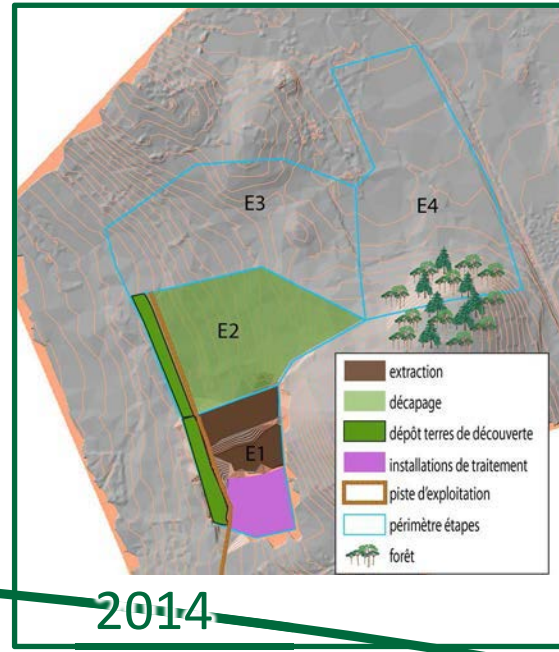 E3
E4
E2
E1
extraction
décapage
dépôt terres de découverte
installations de traitement
piste d'exploitation
périmètre étapes
forêt
2014